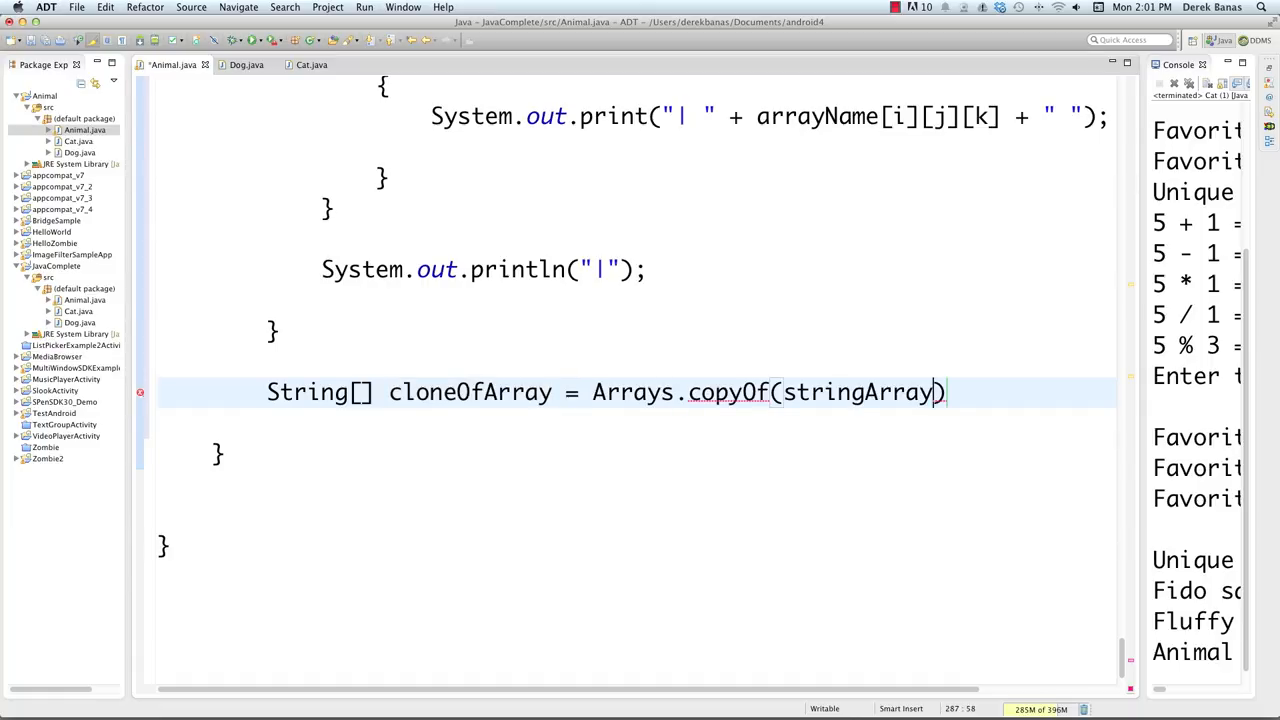 ADT File Edit Refactor Source Navigate Search Project Run Window Help 10 Mon 2:01 PM Derek Banas
Java - JavaComplete/src/Animal.java - ADT - /Users/derekbanas/Documents/android4
Quick Access Java DDMS
Package Exp
*Animal.java Dog.java Cat.java
Console
<terminated> Cat (1) [Java
Animal
src
(default package)
Animal.java
Cat.java
Dog.java
JRE System Library [Ja
appcompat_v7
appcompat_v7_2
appcompat_v7_3
appcompat_v7_4
BridgeSample
HelloWorld
HelloZombie
ImageFilterSampleApp
JavaComplete
src
(default package)
Animal.java
Cat.java
Dog.java
JRE System Library [Ja
ListPickerExample2Activi
MediaBrowser
MultiWindowSDKExample
MusicPlayerActivity
SlookActivity
SPenSDK30_Demo
TestAndroid
TextGroupActivity
VideoPlayerActivity
Zombie
Zombie2
{
System.out.print("| " + arrayName[i][j][k] + " ");
}
}
System.out.println("|");
}
String[] cloneOfArray = Arrays.copyOf(stringArray)
}
}
Favorit
Favorit
Unique
5 + 1 =
5 - 1 =
5 * 1 =
5 / 1 =
5 % 3 =
Enter t
Favorit
Favorit
Favorit
Unique
Fido sa
Fluffy
Animal
Writable Smart Insert 287 : 58 285M of 396M